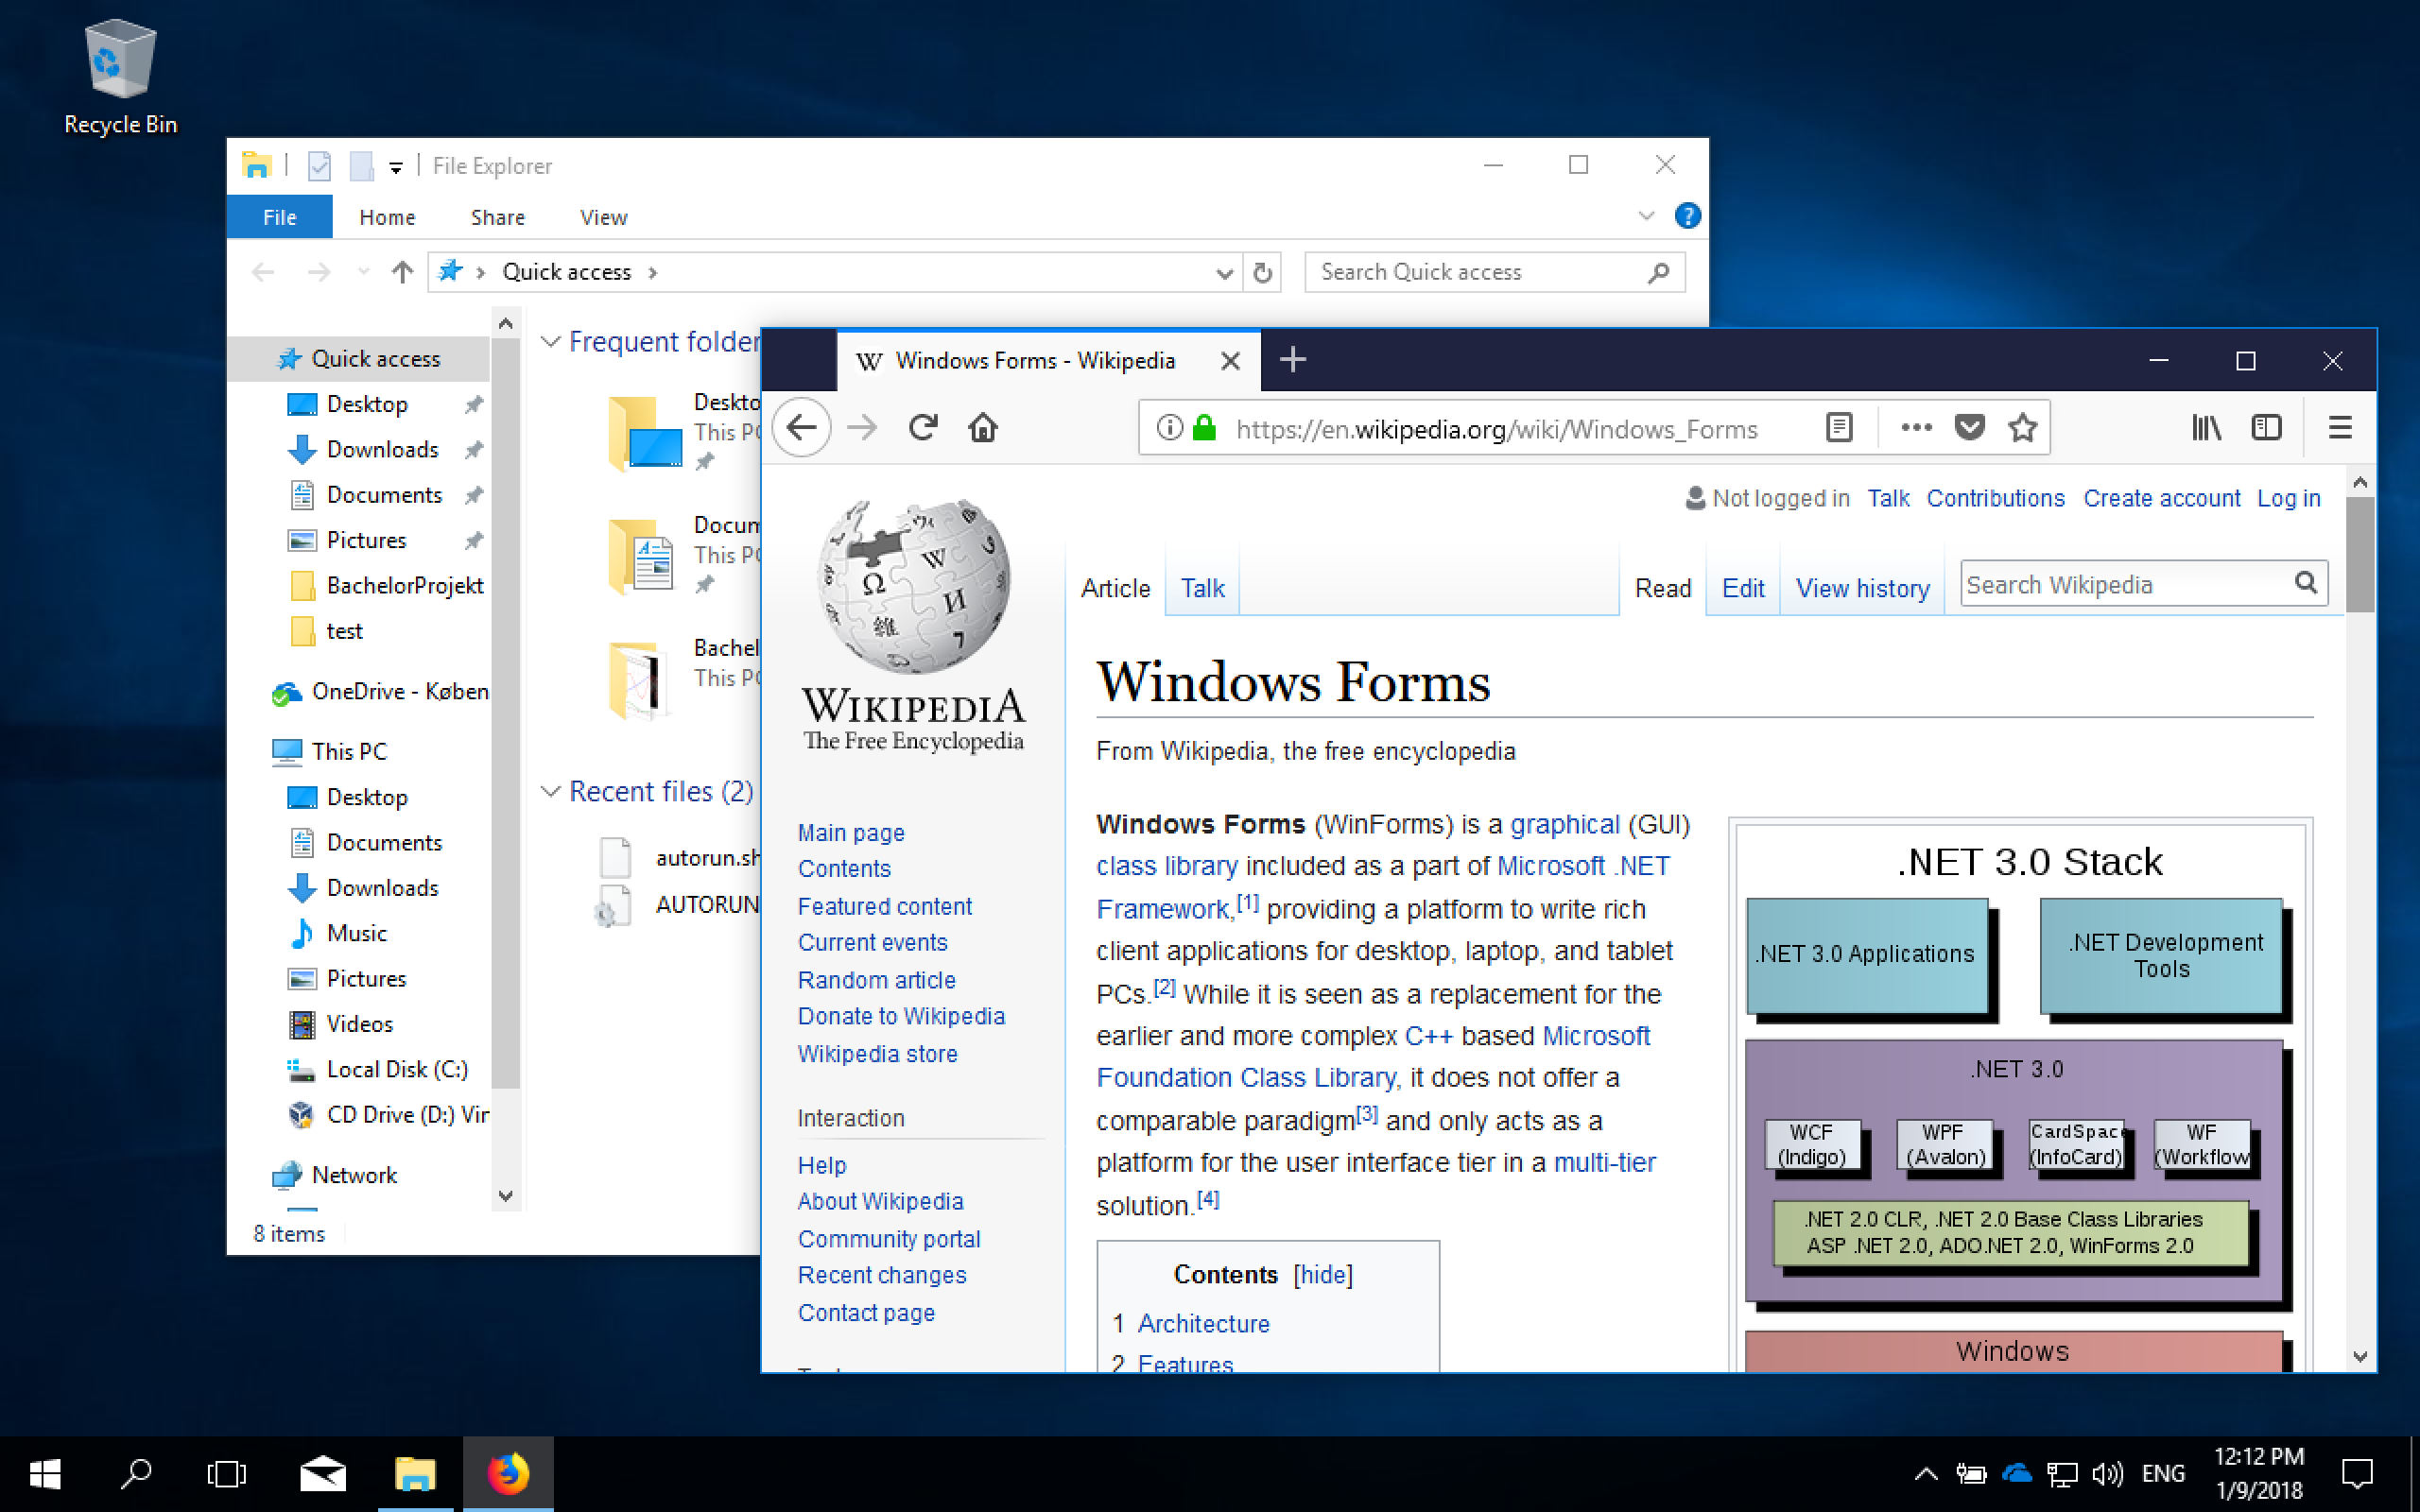 Recycle Bin
File Explorer
File Home Share View
Quick access
Search Quick access
Quick access
Desktop
Downloads
Documents
Pictures
BachelorProjekt
test
OneDrive - Køben
This PC
Desktop
Documents
Downloads
Music
Pictures
Videos
Local Disk (C:)
CD Drive (D:) Vir
Network
8 items
Frequent folder
Deskto
This PC
Docum
This PC
Bachel
This PC
Recent files (2)
autorun.sh
AUTORUN
Windows Forms - Wikipedia
https://en.wikipedia.org/wiki/Windows_Forms
Not logged in Talk Contributions Create account Log in
Article Talk Read Edit View history Search Wikipedia
WIKIPEDIA
The Free Encyclopedia
Main page
Contents
Featured content
Current events
Random article
Donate to Wikipedia
Wikipedia store
Interaction
Help
About Wikipedia
Community portal
Recent changes
Contact page
Windows Forms
From Wikipedia, the free encyclopedia
Windows Forms (WinForms) is a graphical (GUI)
class library included as a part of Microsoft .NET
Framework,[1] providing a platform to write rich
client applications for desktop, laptop, and tablet
PCs.[2] While it is seen as a replacement for the
earlier and more complex C++ based Microsoft
Foundation Class Library, it does not offer a
comparable paradigm[3] and only acts as a
platform for the user interface tier in a multi-tier
solution.[4]
Contents [hide]
1 Architecture
2 Features
.NET 3.0 Stack
.NET 3.0 Applications
.NET Development
Tools
.NET 3.0
WCF
(Indigo)
WPF
(Avalon)
CardSpace
(InfoCard)
WF
(Workflow
.NET 2.0 CLR, .NET 2.0 Base Class Libraries
ASP .NET 2.0, ADO.NET 2.0, WinForms 2.0
Windows
ENG
12:12 PM
1/9/2018